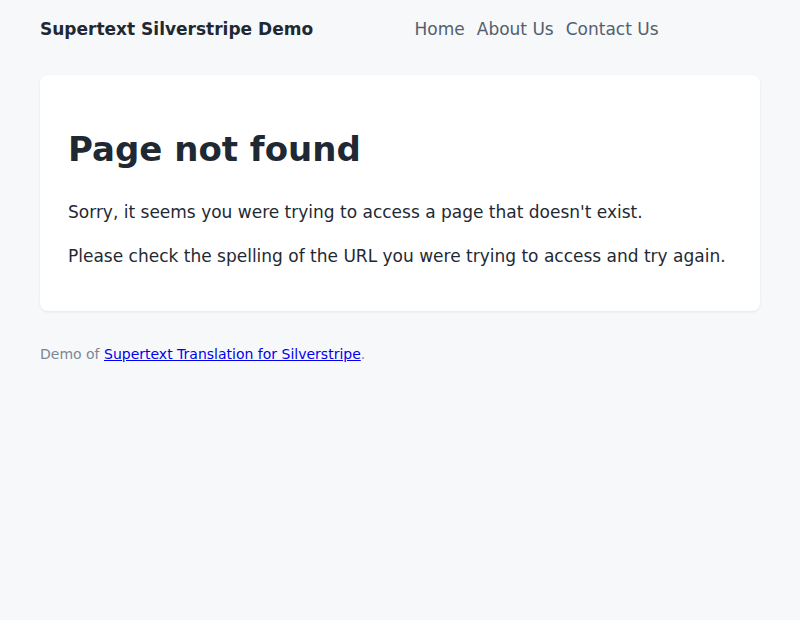 Supertext Silverstripe Demo
Home About Us Contact Us
Page not found
Sorry, it seems you were trying to access a page that doesn't exist.
Please check the spelling of the URL you were trying to access and try again.
Demo of Supertext Translation for Silverstripe.